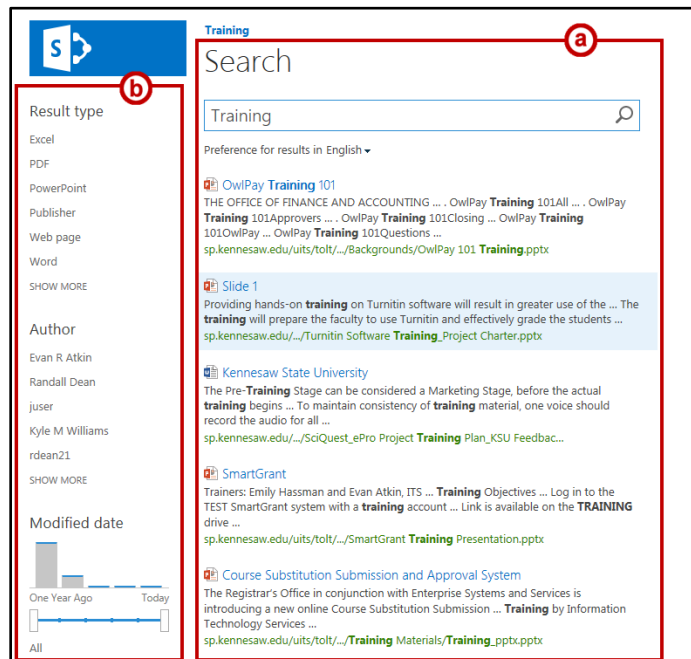 S
Training
a
Search
b
Training
Preference for results in English
Result type
Excel
PDF
PowerPoint
Publisher
Web page
Word
SHOW MORE
Author
Evan R Atkin
Randall Dean
juser
Kyle M Williams
rdean21
SHOW MORE
Modified date
One Year Ago Today
All
OwlPay Training 101
THE OFFICE OF FINANCE AND ACCOUNTING ... . OwlPay Training 101All ... . OwlPay
Training 101Approvers ... . OwlPay Training 101Closing ... OwlPay Training
101OwlPay ... OwlPay Training 101Questions ...
sp.kennesaw.edu/uits/tolt/.../Backgrounds/OwlPay 101 Training.pptx
Slide 1
Providing hands-on training on Turnitin software will result in greater use of the ... The
training will prepare the faculty to use Turnitin and effectively grade the students ...
sp.kennesaw.edu/.../Turnitin Software Training_Project Charter.pptx
Kennesaw State University
The Pre-Training Stage can be considered a Marketing Stage, before the actual
training begins ... To maintain consistency of training material, one voice should
record the audio for all ...
sp.kennesaw.edu/.../SciQuest_ePro Project Training Plan_KSU Feedbac...
SmartGrant
Trainers: Emily Hassman and Evan Atkin, ITS ... Training Objectives ... Log in to the
TEST SmartGrant system with a training account ... Link is available on the TRAINING
drive ...
sp.kennesaw.edu/uits/tolt/.../SmartGrant Training Presentation.pptx
Course Substitution Submission and Approval System
The Registrar's Office in conjunction with Enterprise Systems and Services is
introducing a new online Course Substitution Submission ... Training by Information
Technology Services ...
sp.kennesaw.edu/uits/tolt/.../Training Materials/Training_pptx.pptx